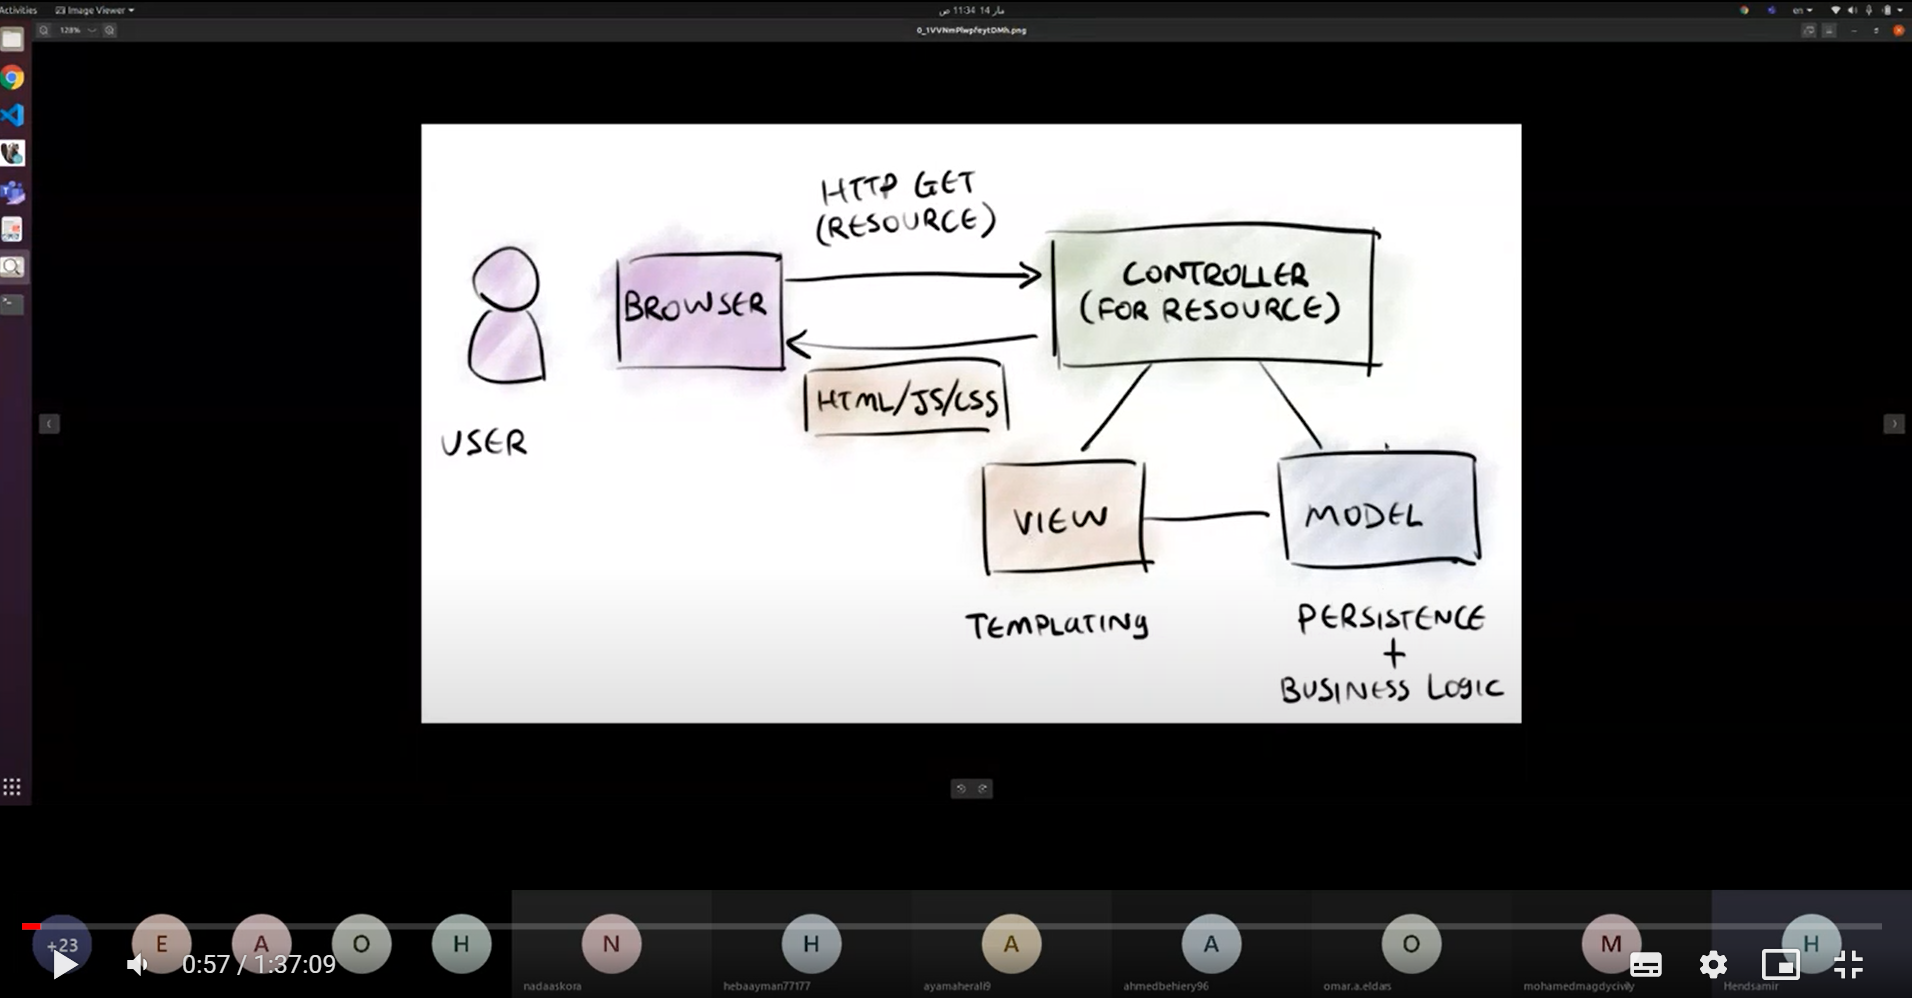 Activities
Image Viewer
مار 14 11:34 ص
en
128%
0_1VVNmPlwpfeytDMh.png
HTTP GET
(RESOURCE)
BROWSER
CONTROLLER
(FOR RESOURCE)
HTML/JS/CSS
USER
VIEW
MODEL
TEMPLATING
PERSISTENCE
+
BUSINESS LOGIC
+23
E
A
O
H
N
H
A
A
O
M
H
0:57 / 1:37:09
nadaaskora
hebaayman77177
ayamaherali9
ahmedbehiery96
omar.a.eldars
mohamedmagdycivily
Hendsamir